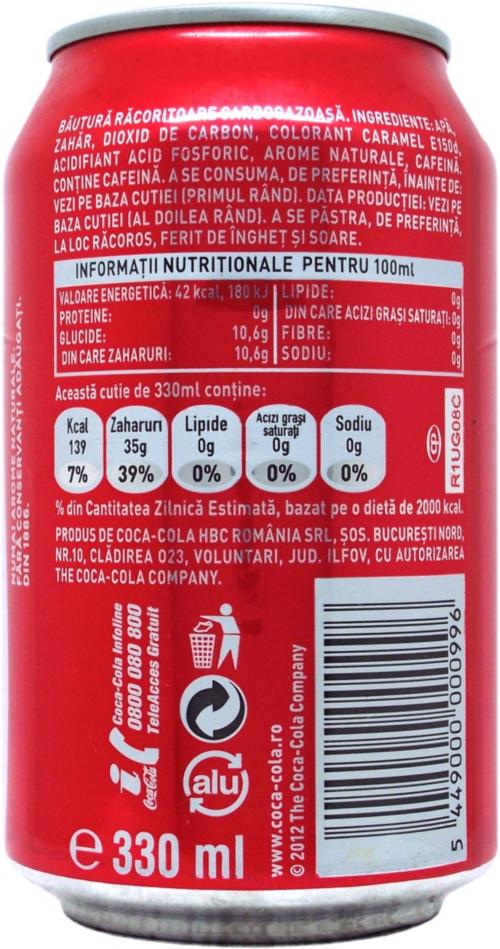 BĂUTURĂ RĂCORITOARE CARBOGAZOASĂ. INGREDIENTE: APĂ,
ZAHĂR, DIOXID DE CARBON, COLORANT CARAMEL E150d,
ACIDIFIANT ACID FOSFORIC, AROME NATURALE, CAFEINĂ.
CONȚINE CAFEINĂ. A SE CONSUMA, DE PREFERINȚĂ, ÎNAINTE DE:
VEZI PE BAZA CUTIEI (PRIMUL RÂND). DATA PRODUCȚIEI: VEZI PE
BAZA CUTIEI (AL DOILEA RÂND). A SE PĂSTRA, DE PREFERINȚĂ,
LA LOC RĂCOROS, FERIT DE ÎNGHEȚ ȘI SOARE.
INFORMAȚII NUTRITIONALE PENTRU 100ml
VALOARE ENERGETICĂ: 42 kcal, 180 kJ
PROTEINE: 0g
GLUCIDE: 10,6g
DIN CARE ZAHARURI: 10,6g
LIPIDE: 0g
DIN CARE ACIZI GRAȘI SATURAȚI: 0g
FIBRE: 0g
SODIU: 0g
Această cutie de 330ml conține:
Kcal 139 7%
Zaharuri 35g 39%
Lipide 0g 0%
Acizi grași saturați 0g 0%
Sodiu 0g 0%
R1UG08C
% din Cantitatea Zilnică Estimată, bazat pe o dietă de 2000 kcal.
PRODUS DE COCA-COLA HBC ROMÂNIA SRL, ȘOS. BUCUREȘTI NORD,
NR.10, CLĂDIREA O23, VOLUNTARI, JUD. ILFOV, CU AUTORIZAREA
THE COCA-COLA COMPANY.
NUMAI AROME NATURALE.
FĂRĂ CONSERVANȚI ADĂUGAȚI.
DIN 1886.
Coca-Cola
Coca-Cola Infoline
0800 080 800
TeleAcces Gratuit
alu
www.coca-cola.ro
© 2012 The Coca-Cola Company
5 449000 000996
e 330 ml